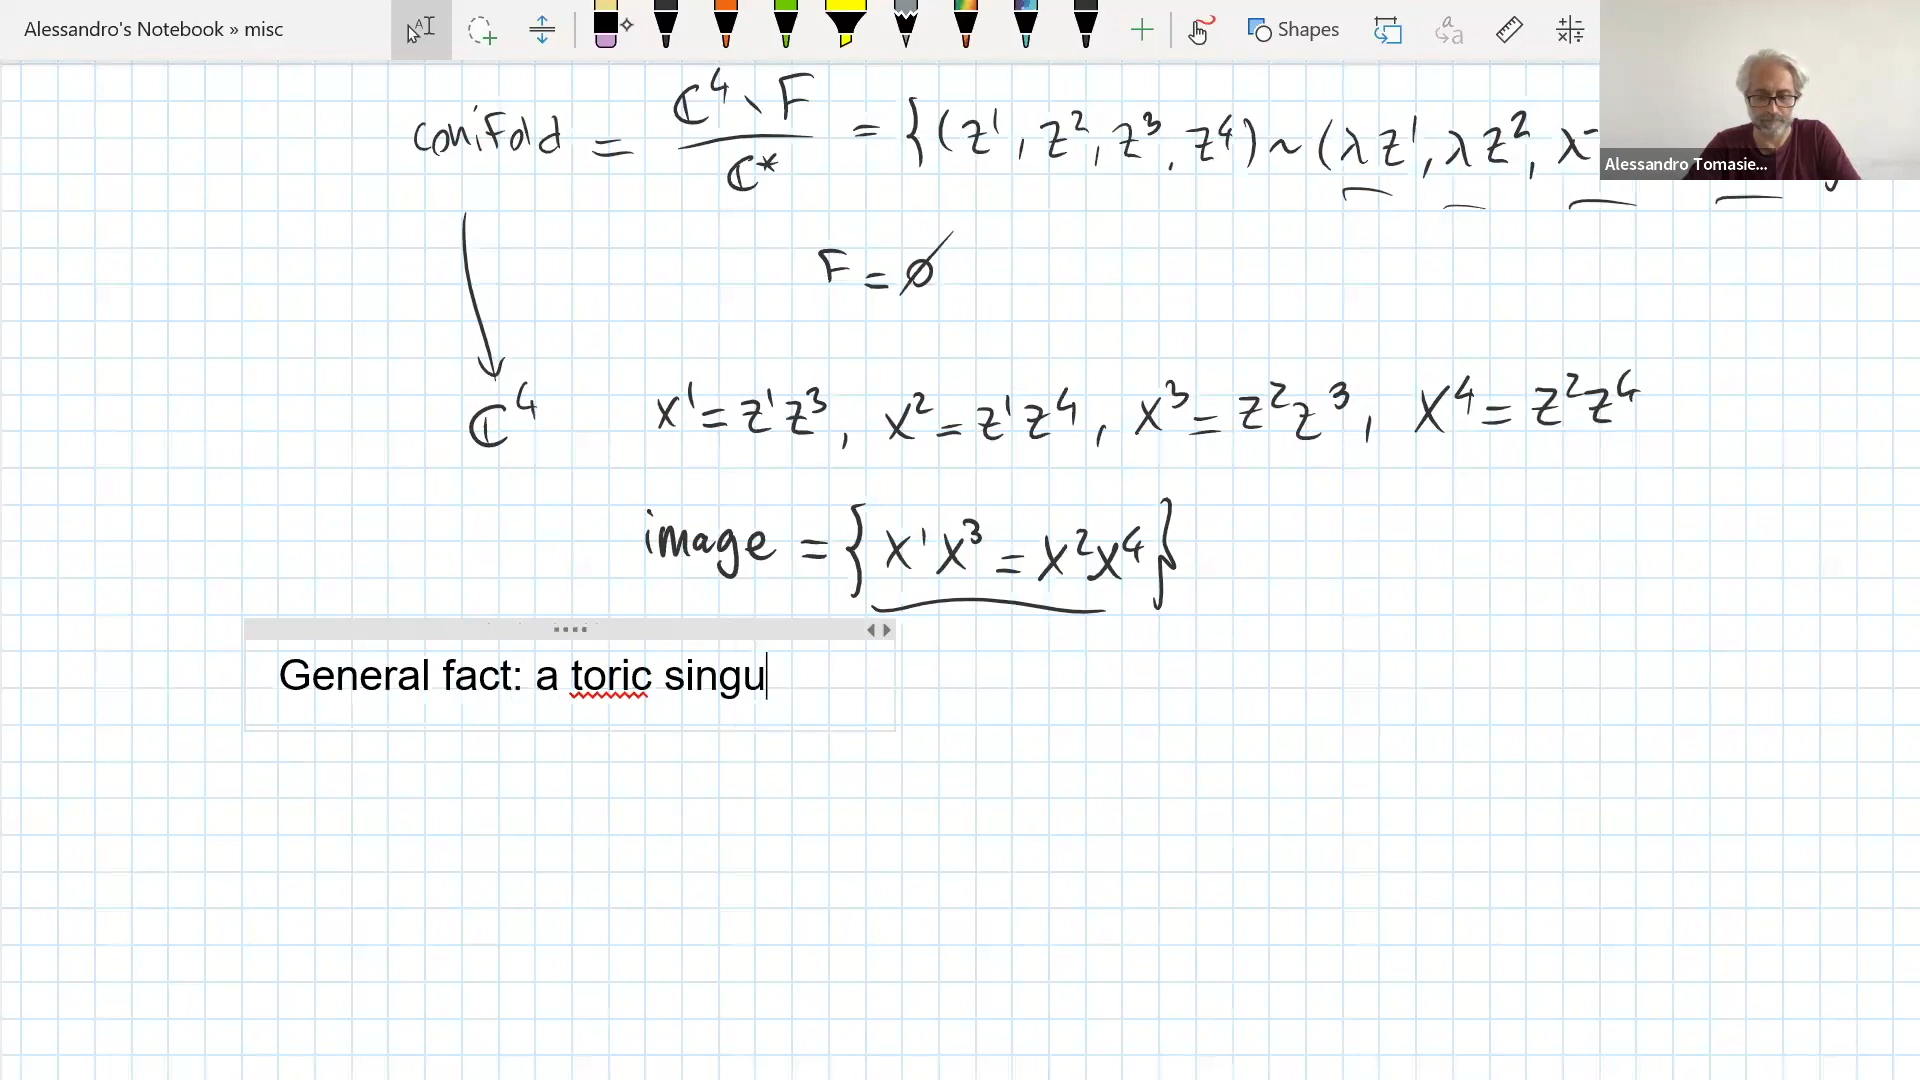 Alessandro's Notebook » misc
Shapes
conifold = ℂ⁴ \ F / ℂ* = {(z¹, z², z³, z⁴) ~ (λz¹, λz², λ⁻
Alessandro Tomasie...
F = ∅
ℂ⁴ x¹ = z¹z³, x² = z¹z⁴, x³ = z²z³, x⁴ = z²z⁴
image = {x¹x³ = x²x⁴}
General fact: a toric singu